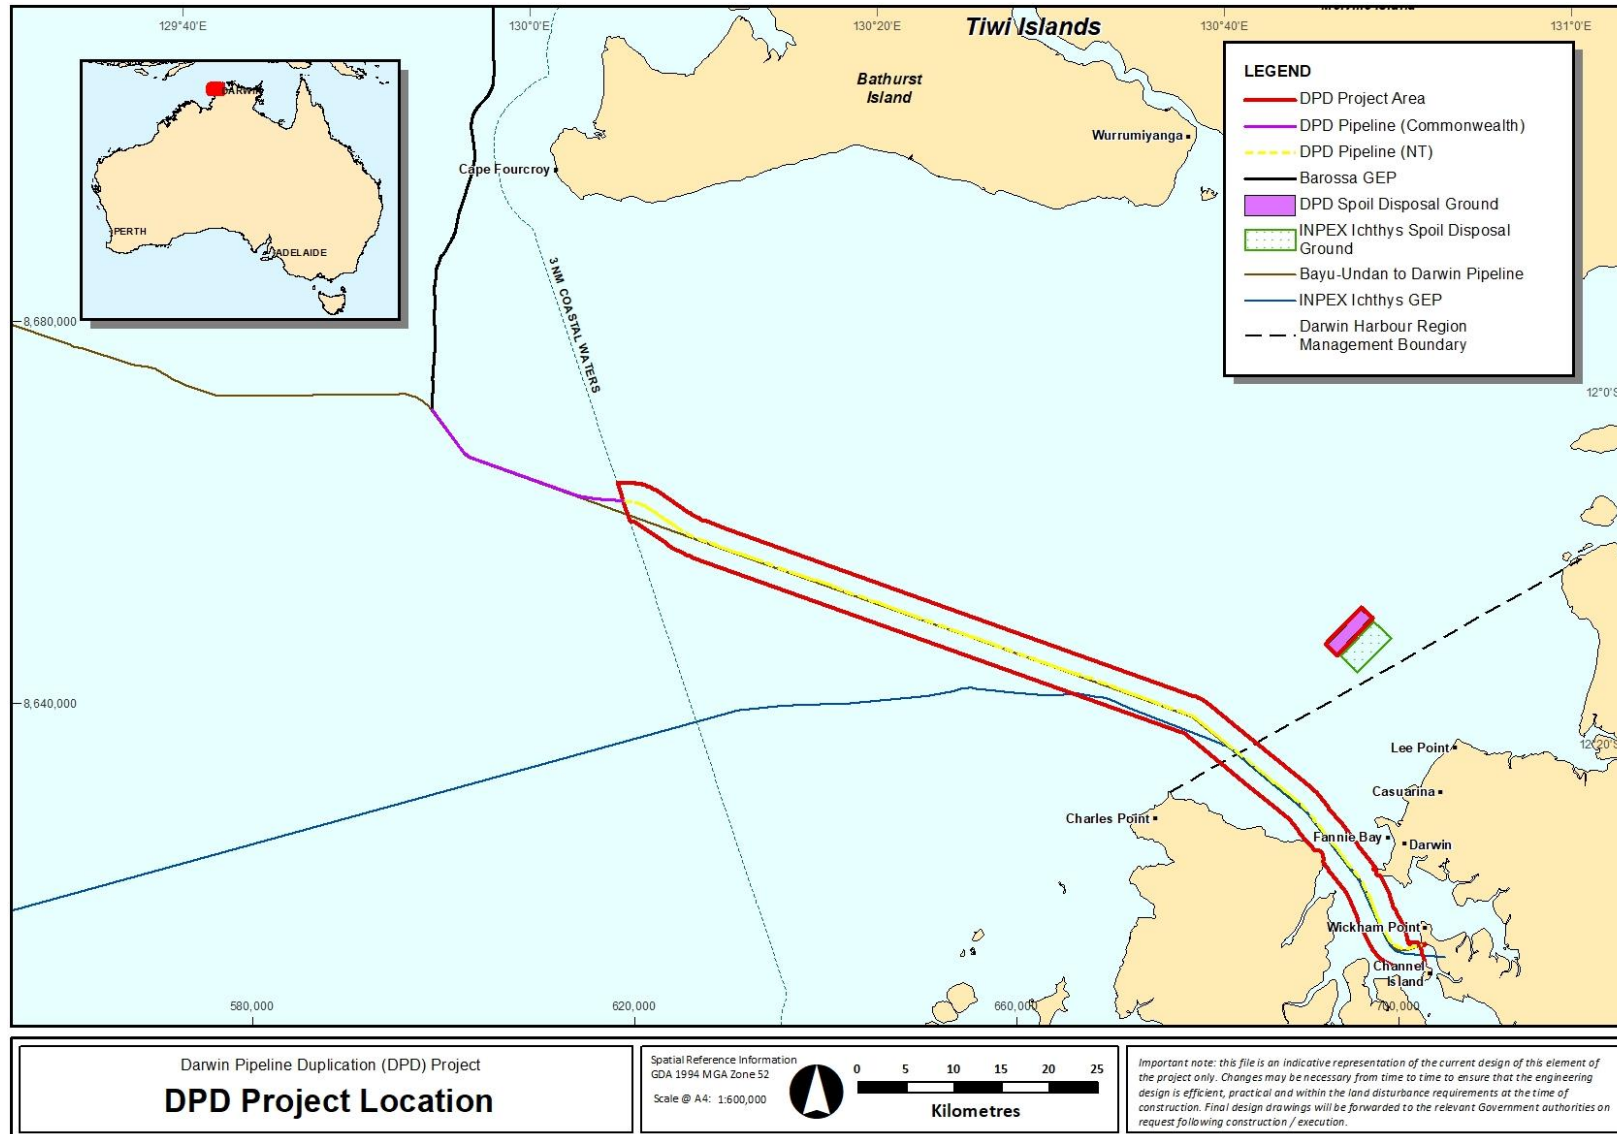 Melville Island
129°40'E
130°0'E
130°20'E
130°40'E
131°0'E
Tiwi Islands
Bathurst
Island
Wurrumiyanga
Cape Fourcroy
DARWIN
PERTH
ADELAIDE
LEGEND
DPD Project Area
DPD Pipeline (Commonwealth)
DPD Pipeline (NT)
Barossa GEP
DPD Spoil Disposal Ground
INPEX Ichthys Spoil Disposal
Ground
Bayu-Undan to Darwin Pipeline
INPEX Ichthys GEP
Darwin Harbour Region
Management Boundary
3 NM COASTAL WATERS
8,680,000
12°0'S
8,640,000
12°20'S
Lee Point
Casuarina
Charles Point
Fannie Bay
Darwin
Wickham Point
Channel
Island
580,000
620,000
660,000
700,000
Darwin Pipeline Duplication (DPD) Project
DPD Project Location
Spatial Reference Information
GDA 1994 MGA Zone 52
Scale @ A4: 1:600,000
0 5 10 15 20 25
Kilometres
Important note: this file is an indicative representation of the current design of this element of
the project only. Changes may be necessary from time to time to ensure that the engineering
design is efficient, practical and within the land disturbance requirements at the time of
construction. Final design drawings will be forwarded to the relevant Government authorities on
request following construction / execution.